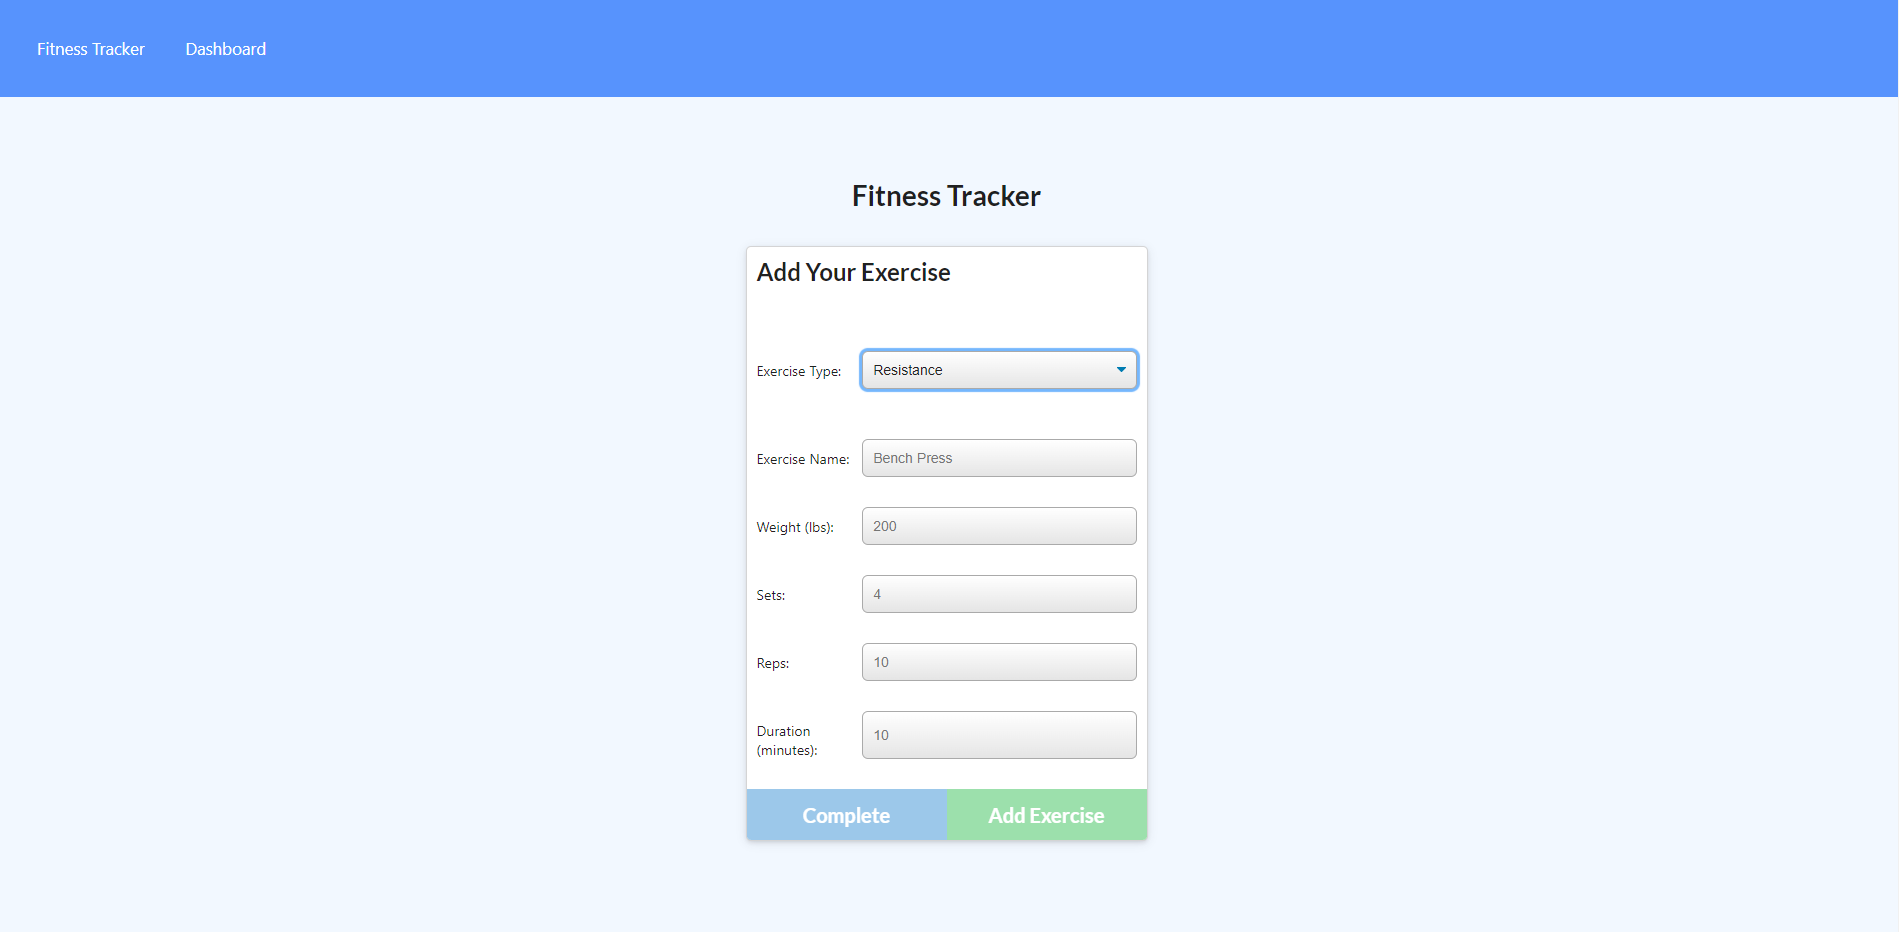 Fitness Tracker Dashboard
Fitness Tracker
Add Your Exercise
Exercise Type: Resistance
Exercise Name: Bench Press
Weight (lbs): 200
Sets: 4
Reps: 10
Duration
(minutes): 10
Complete Add Exercise